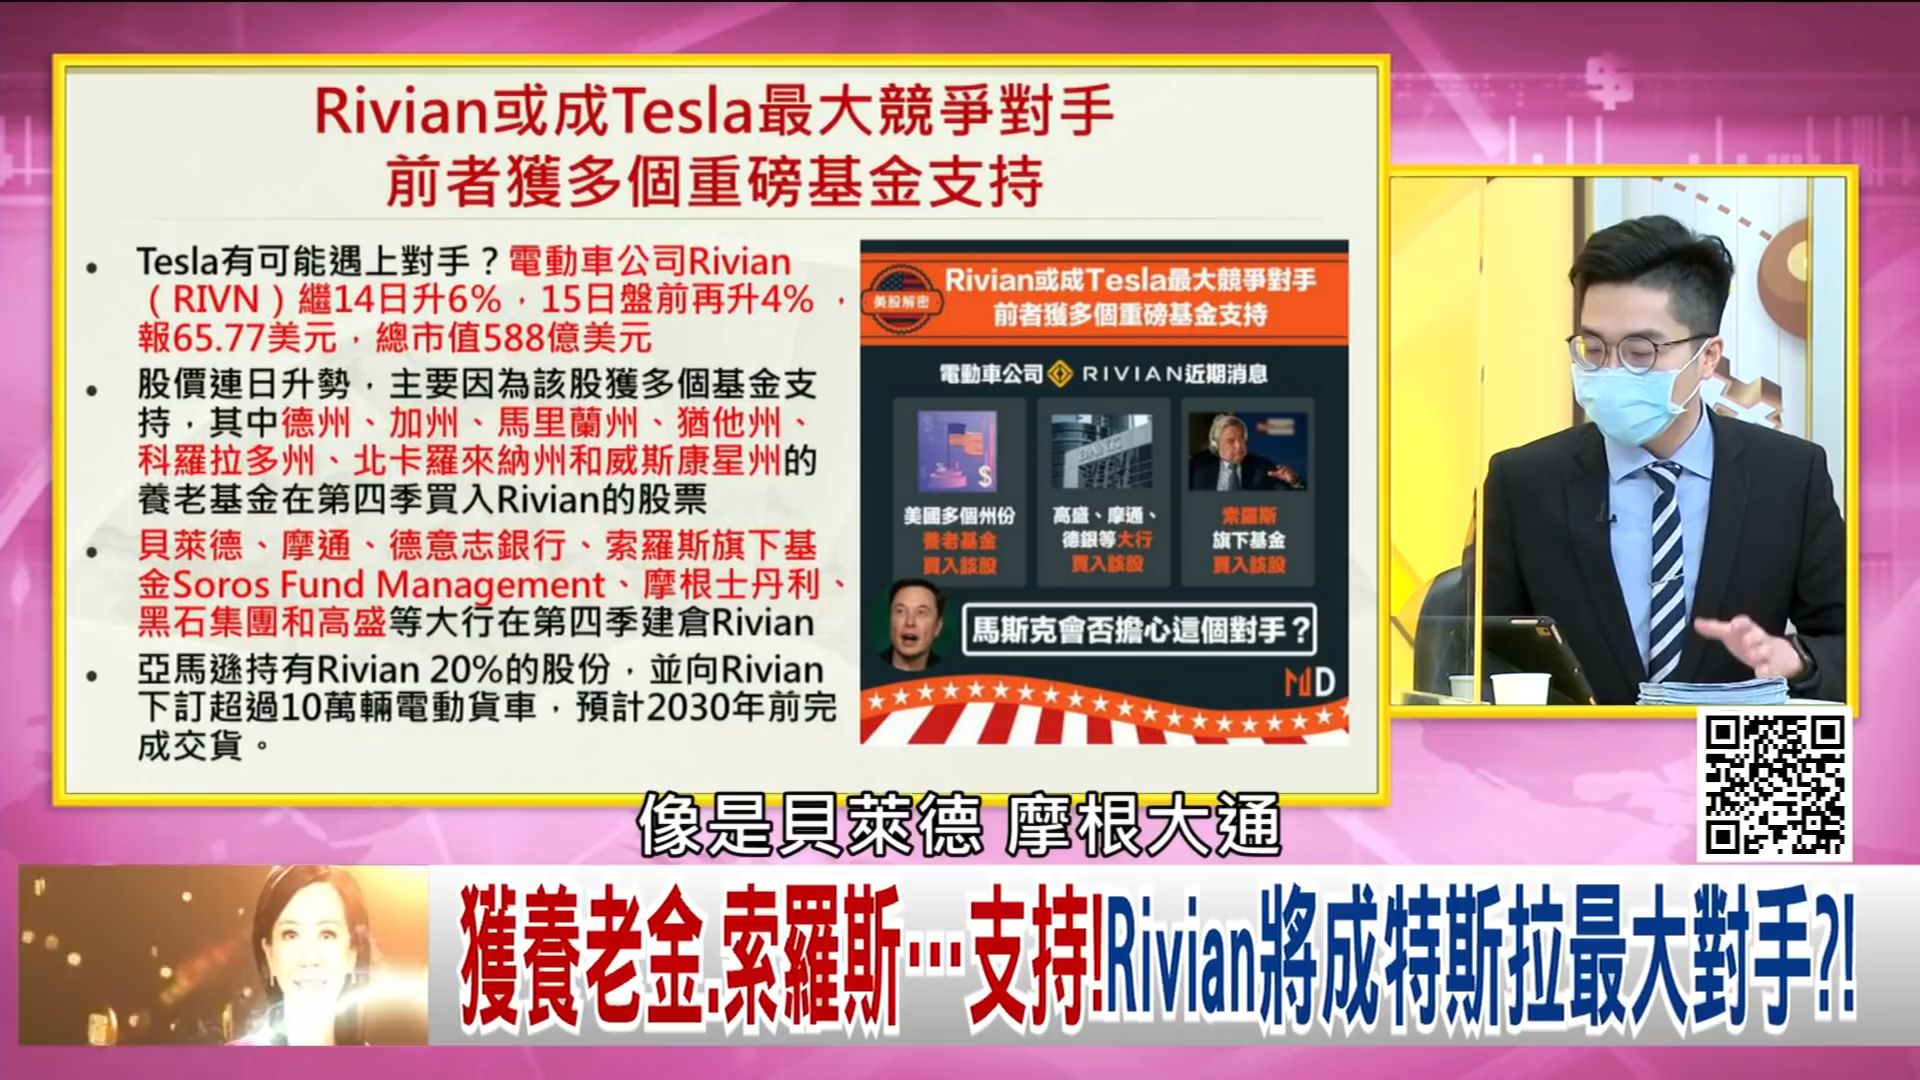 Rivian或成Tesla最大競爭對手
前者獲多個重磅基金支持
• Tesla有可能遇上對手？電動車公司Rivian
（RIVN）繼14日升6%，15日盤前再升4%，
報65.77美元，總市值588億美元
• 股價連日升勢，主要因為該股獲多個基金支
持，其中德州、加州、馬里蘭州、猶他州、
科羅拉多州、北卡羅來納州和威斯康星州的
養老基金在第四季買入Rivian的股票
• 貝萊德、摩通、德意志銀行、索羅斯旗下基
金Soros Fund Management、摩根士丹利、
黑石集團和高盛等大行在第四季建倉Rivian
• 亞馬遜持有Rivian 20%的股份，並向Rivian
下訂超過10萬輛電動貨車，預計2030年前完
成交貨。
美股解密
Rivian或成Tesla最大競爭對手
前者獲多個重磅基金支持
電動車公司 RIVIAN近期消息
美國多個州份
養老基金
買入該股
高盛、摩通、
德銀等大行
買入該股
索羅斯
旗下基金
買入該股
馬斯克會否擔心這個對手？
MD
像是貝萊德 摩根大通
獲養老金.索羅斯…支持!Rivian將成特斯拉最大對手?!